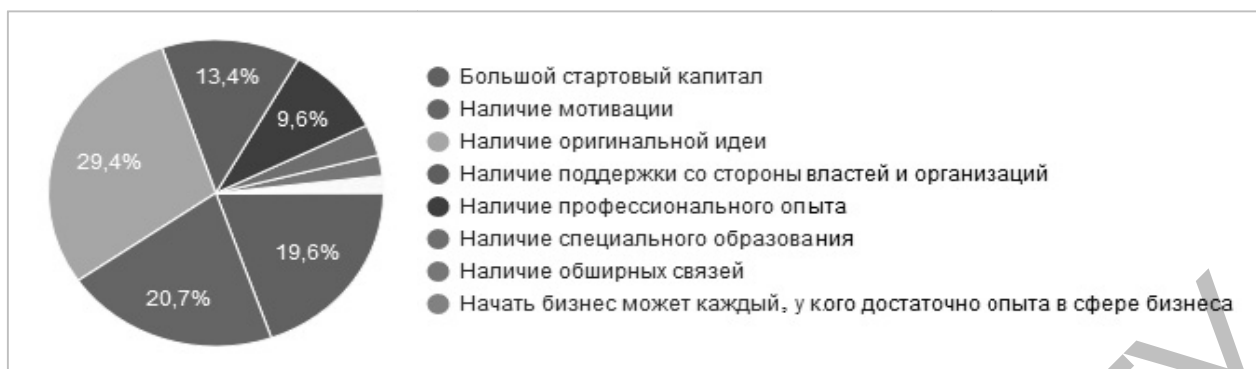 13,4%
9,6%
29,4%
19,6%
20,7%
Большой стартовый капитал
Наличие мотивации
Наличие оригинальной идеи
Наличие поддержки со стороны властей и организаций
Наличие профессионального опыта
Наличие специального образования
Наличие обширных связей
Начать бизнес может каждый, у кого достаточно опыта в сфере бизнеса